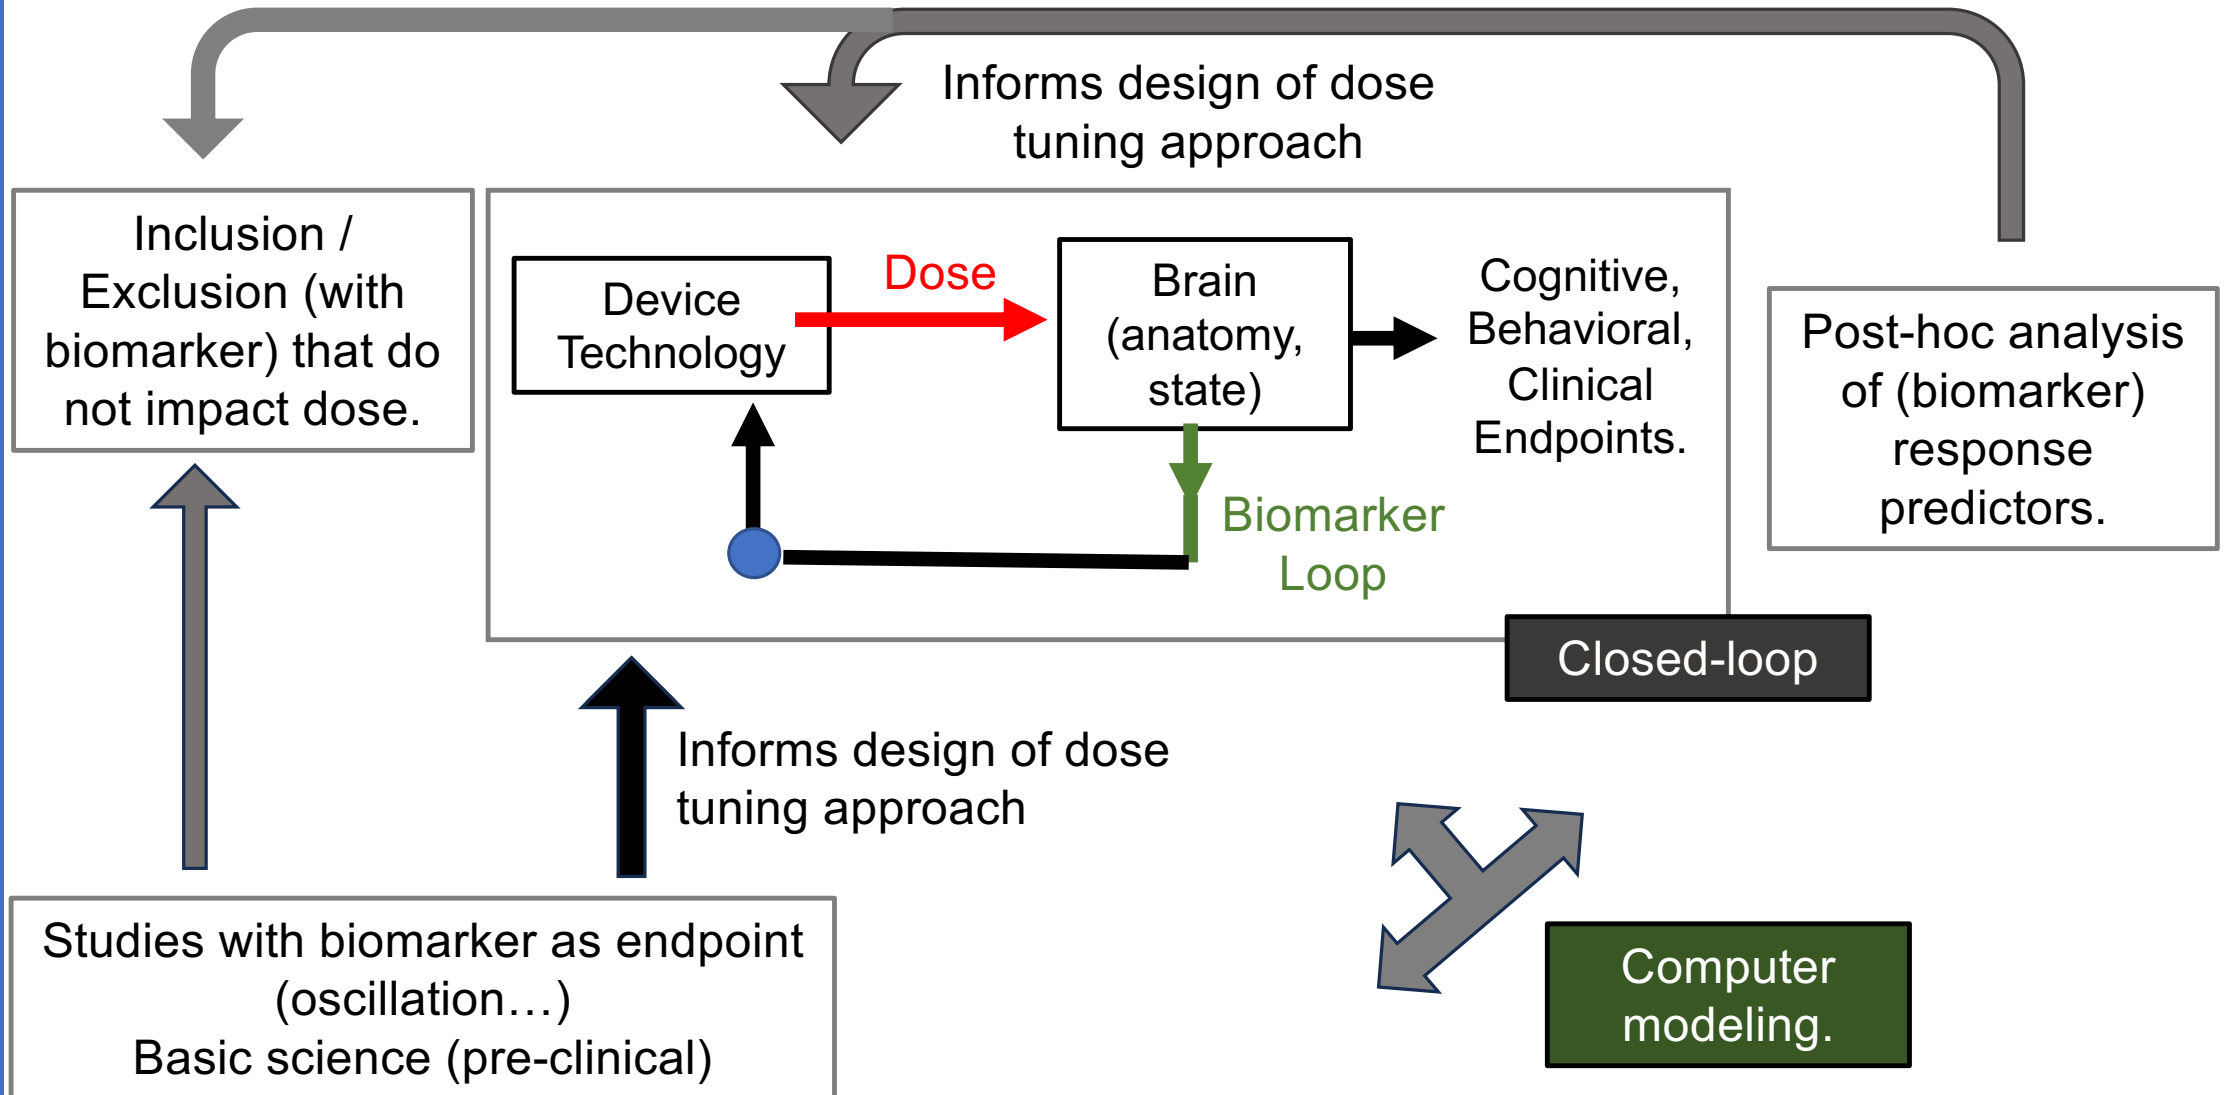 Informs design of dose
tuning approach
Inclusion /
Exclusion (with
biomarker) that do
not impact dose.
Device
Technology
Dose
Brain
(anatomy,
state)
Cognitive,
Behavioral,
Clinical
Endpoints.
Biomarker
Loop
Post-hoc analysis
of (biomarker)
response
predictors.
Closed-loop
Informs design of dose
tuning approach
Studies with biomarker as endpoint
(oscillation…)
Basic science (pre-clinical)
Computer
modeling.